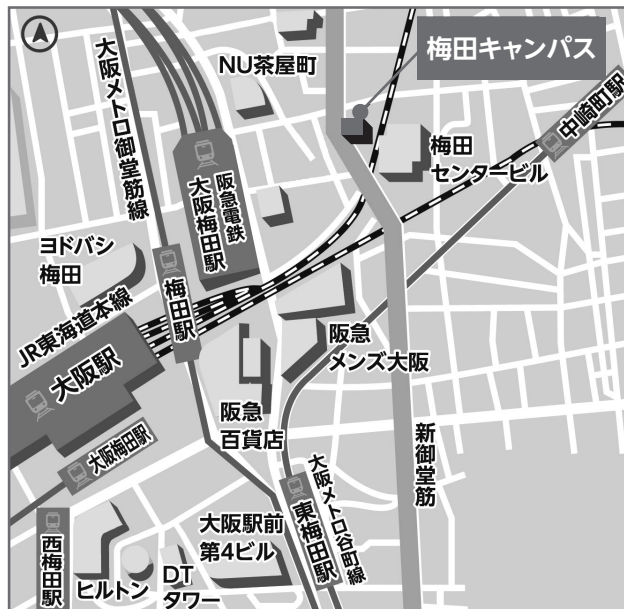 梅田キャンパス
NU茶屋町
大阪メトロ御堂筋線
中崎町駅
梅田
センタービル
阪急電鉄
大阪梅田駅
ヨドバシ
梅田
梅田駅
JR東海道本線
大阪駅
阪急
メンズ大阪
阪急
百貨店
大阪梅田駅
新御堂筋
大阪メトロ谷町線
東梅田駅
大阪駅前
第4ビル
西梅田駅
ヒルトン
DT
タワー